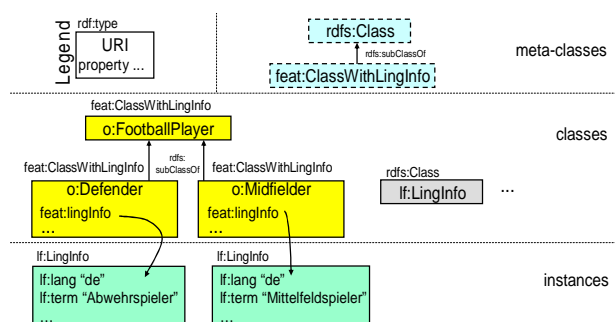 Legend
rdf:type
URI
property ...
rdfs:Class
rdfs:subClassOf
feat:ClassWithLingInfo
meta-classes
feat:ClassWithLingInfo
o:FootballPlayer
classes
feat:ClassWithLingInfo
rdfs:
subClassOf
feat:ClassWithLingInfo
o:Defender
feat:lingInfo
...
o:Midfielder
feat:lingInfo
...
rdfs:Class
lf:LingInfo
...
lf:LingInfo
lf:lang “de”
lf:term “Abwehrspieler”
...
lf:LingInfo
lf:lang “de”
lf:term “Mittelfeldspieler”
...
instances